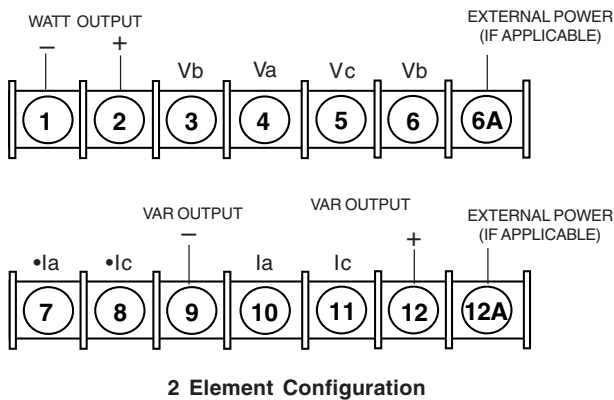 WATT OUTPUT
EXTERNAL POWER
(IF APPLICABLE)
– +
Vb Va Vc Vb
1 2 3 4 5 6 6A
VAR OUTPUT VAR OUTPUT EXTERNAL POWER
(IF APPLICABLE)
– +
•Ia •Ic Ia Ic
7 8 9 10 11 12 12A
2 Element Configuration